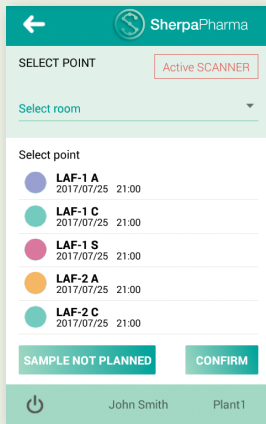 SherpaPharma
SELECT POINT
Active SCANNER
Select room
Select point
LAF-1 A
2017/07/25 21:00
LAF-1 C
2017/07/25 21:00
LAF-1 S
2017/07/25 21:00
LAF-2 A
2017/07/25 21:00
LAF-2 C
2017/07/25 21:00
SAMPLE NOT PLANNED
CONFIRM
John Smith
Plant1